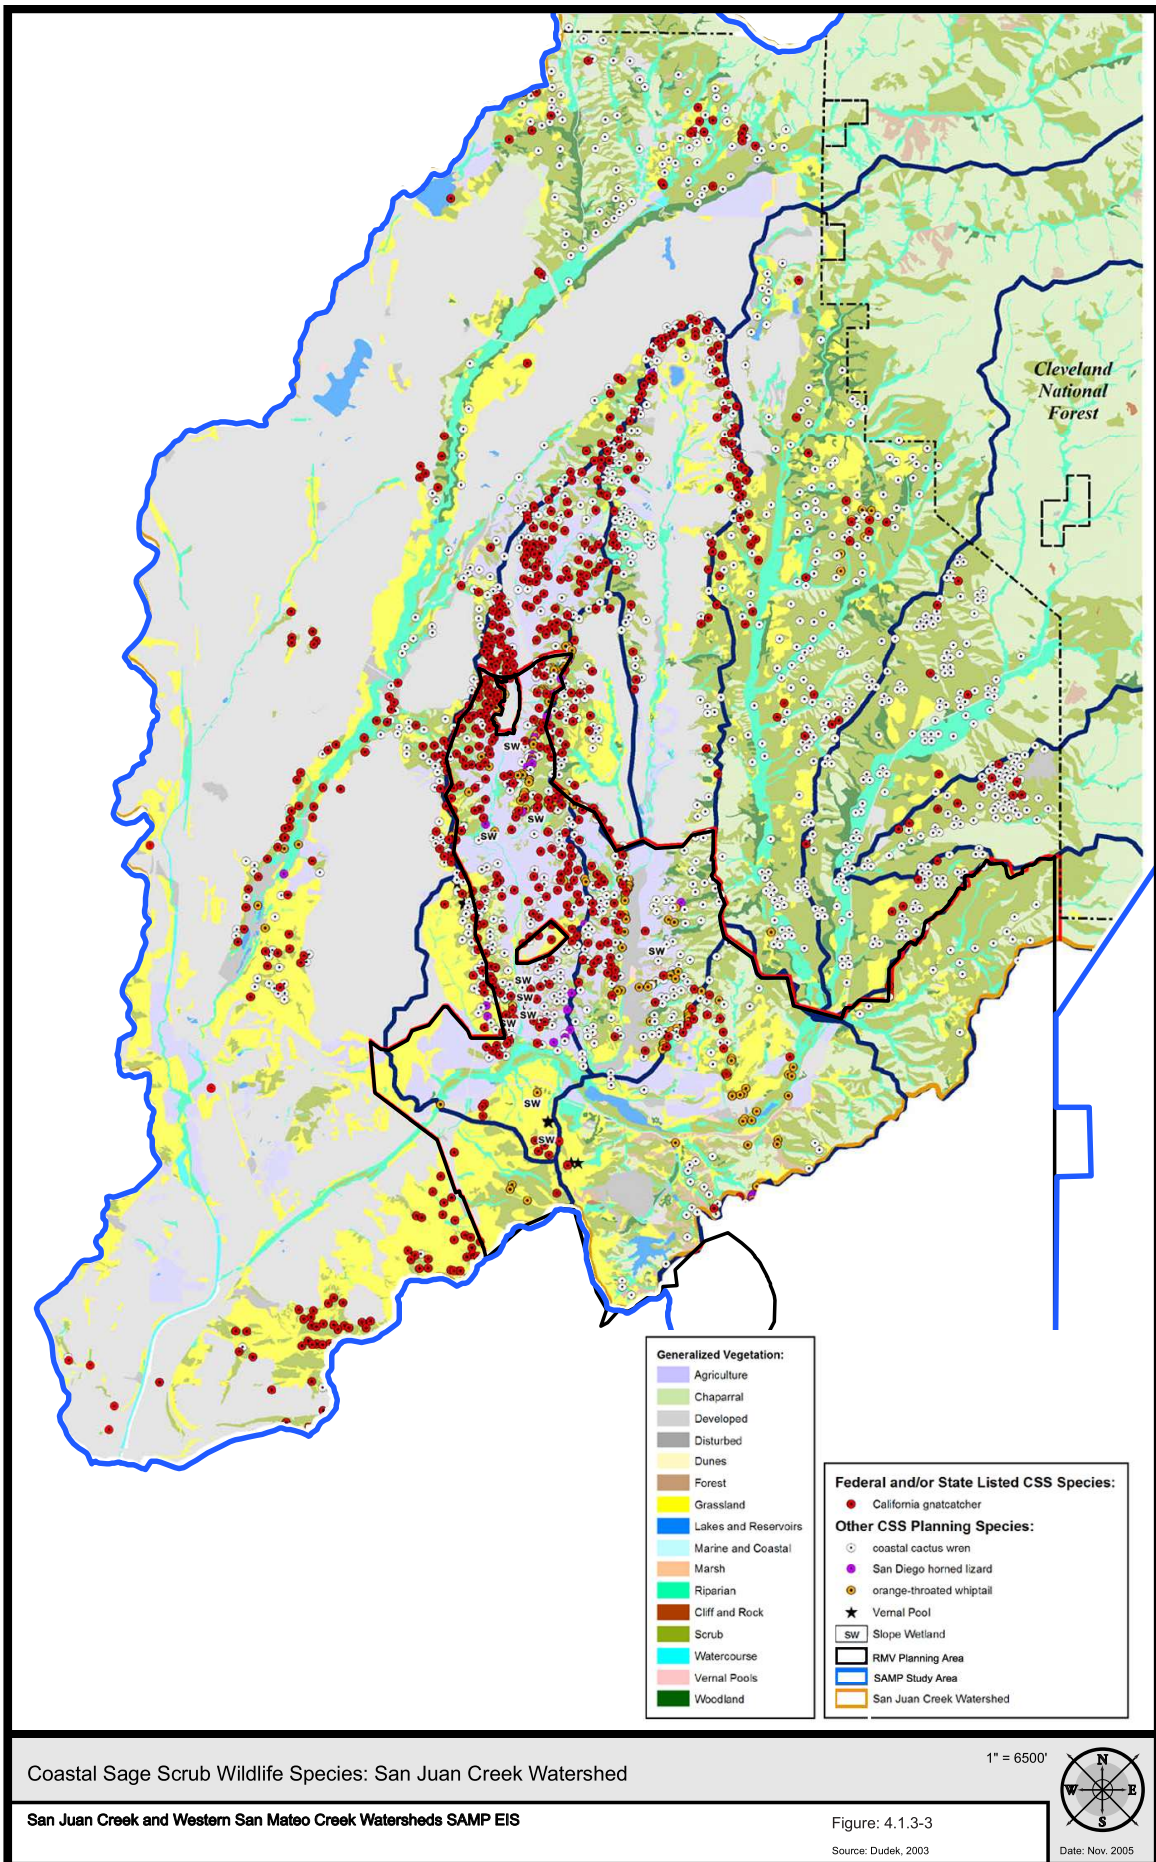 Cleveland
National
Forest
SW
SW
SW
SW
SW
SW
SW
SW
SW
SW
Generalized Vegetation:
Agriculture
Chaparral
Developed
Disturbed
Dunes
Forest
Grassland
Lakes and Reservoirs
Marine and Coastal
Marsh
Riparian
Cliff and Rock
Scrub
Watercourse
Vernal Pools
Woodland
Federal and/or State Listed CSS Species:
California gnatcatcher
Other CSS Planning Species:
coastal cactus wren
San Diego horned lizard
orange-throated whiptail
Vernal Pool
SW Slope Wetland
RMV Planning Area
SAMP Study Area
San Juan Creek Watershed
Coastal Sage Scrub Wildlife Species: San Juan Creek Watershed
1" = 6500'
N
W E
S
San Juan Creek and Western San Mateo Creek Watersheds SAMP EIS
Figure: 4.1.3-3
Source: Dudek, 2003
Date: Nov. 2005